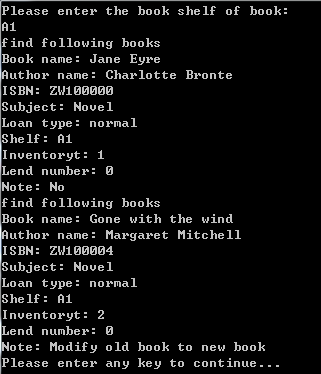 Please enter the book shelf of book:
A1
find following books
Book name: Jane Eyre
Author name: Charlotte Bronte
ISBN: ZW100000
Subject: Novel
Loan type: normal
Shelf: A1
Inventoryt: 1
Lend number: 0
Note: No
find following books
Book name: Gone with the wind
Author name: Margaret Mitchell
ISBN: ZW100004
Subject: Novel
Loan type: normal
Shelf: A1
Inventoryt: 2
Lend number: 0
Note: Modify old book to new book
Please enter any key to continue...